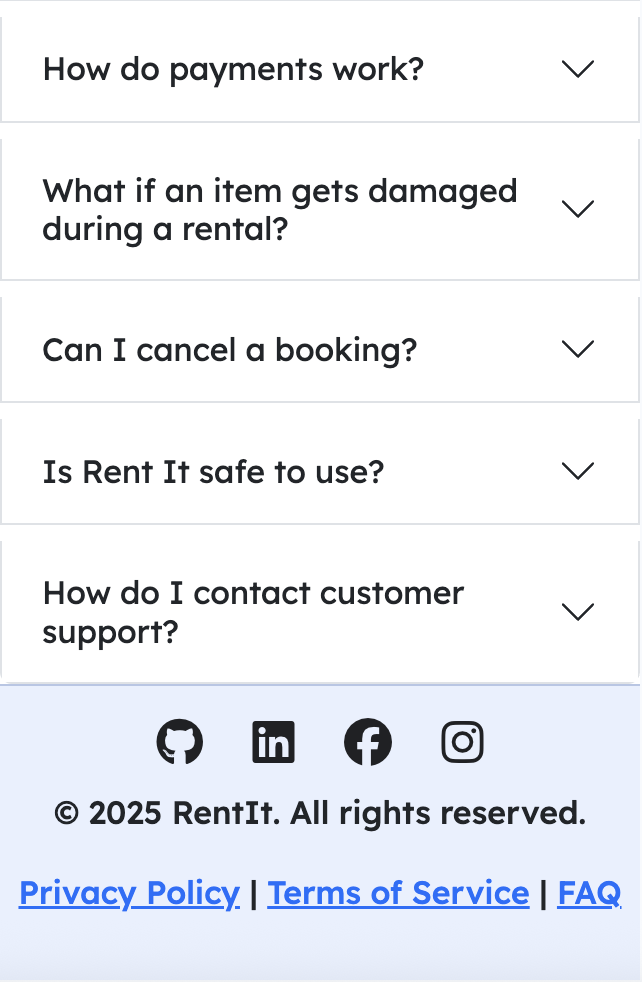 How do payments work?
What if an item gets damaged
during a rental?
Can I cancel a booking?
Is Rent It safe to use?
How do I contact customer
support?
© 2025 RentIt. All rights reserved.
Privacy Policy | Terms of Service | FAQ